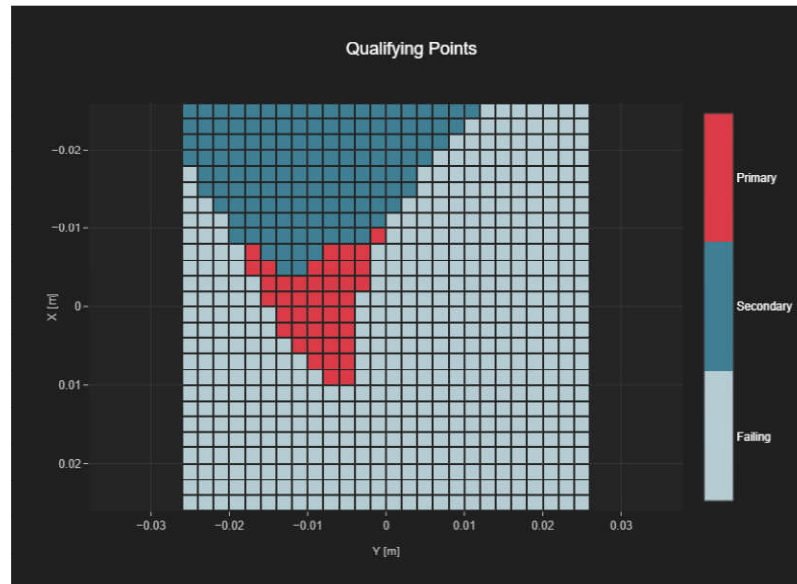 Qualifying Points
−0.02
−0.01
0
0.01
0.02
X [m]
−0.03
−0.02
−0.01
0
0.01
0.02
0.03
Y [m]
Primary
Secondary
Failing